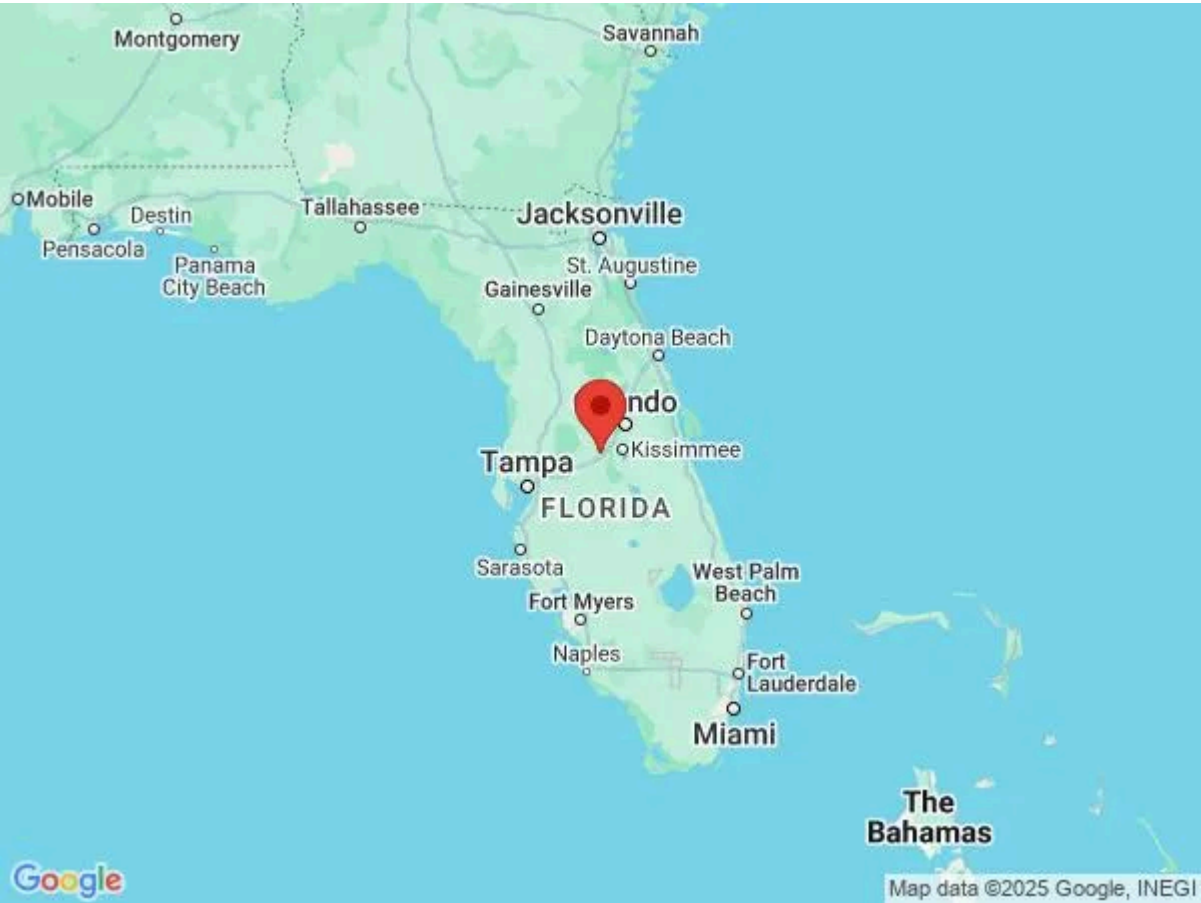 Montgomery
Savannah
Mobile
Pensacola
Destin
Panama
City Beach
Tallahassee
Jacksonville
St. Augustine
Gainesville
Daytona Beach
ndo
Kissimmee
Tampa
FLORIDA
Sarasota
West Palm
Beach
Fort Myers
Naples
Fort
Lauderdale
Miami
The
Bahamas
Google
Map data ©2025 Google, INEGI